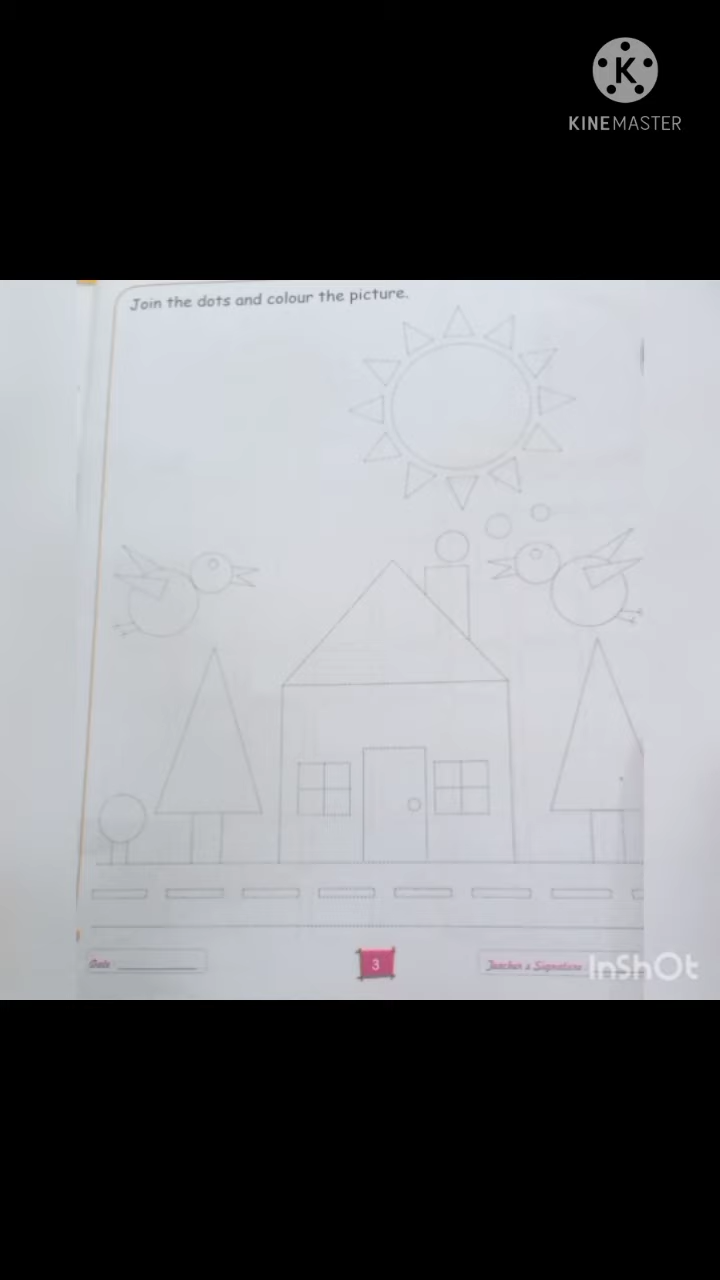 K
KINEMASTER
Join the dots and colour the picture.
Date
3
Teacher's Signature
InShOt